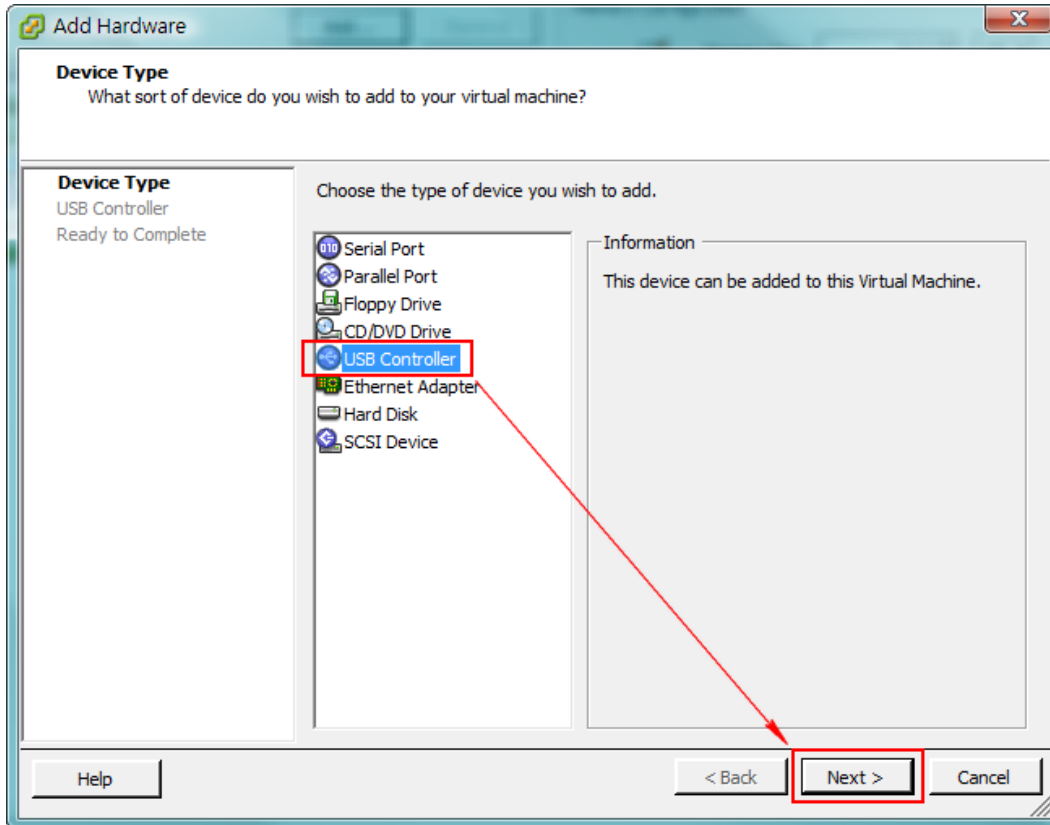 Add Hardware
Device Type
What sort of device do you wish to add to your virtual machine?
Device Type
USB Controller
Ready to Complete
Choose the type of device you wish to add.
Serial Port
Parallel Port
Floppy Drive
CD/DVD Drive
USB Controller
Ethernet Adapter
Hard Disk
SCSI Device
Information
This device can be added to this Virtual Machine.
Help
< Back
Next >
Cancel